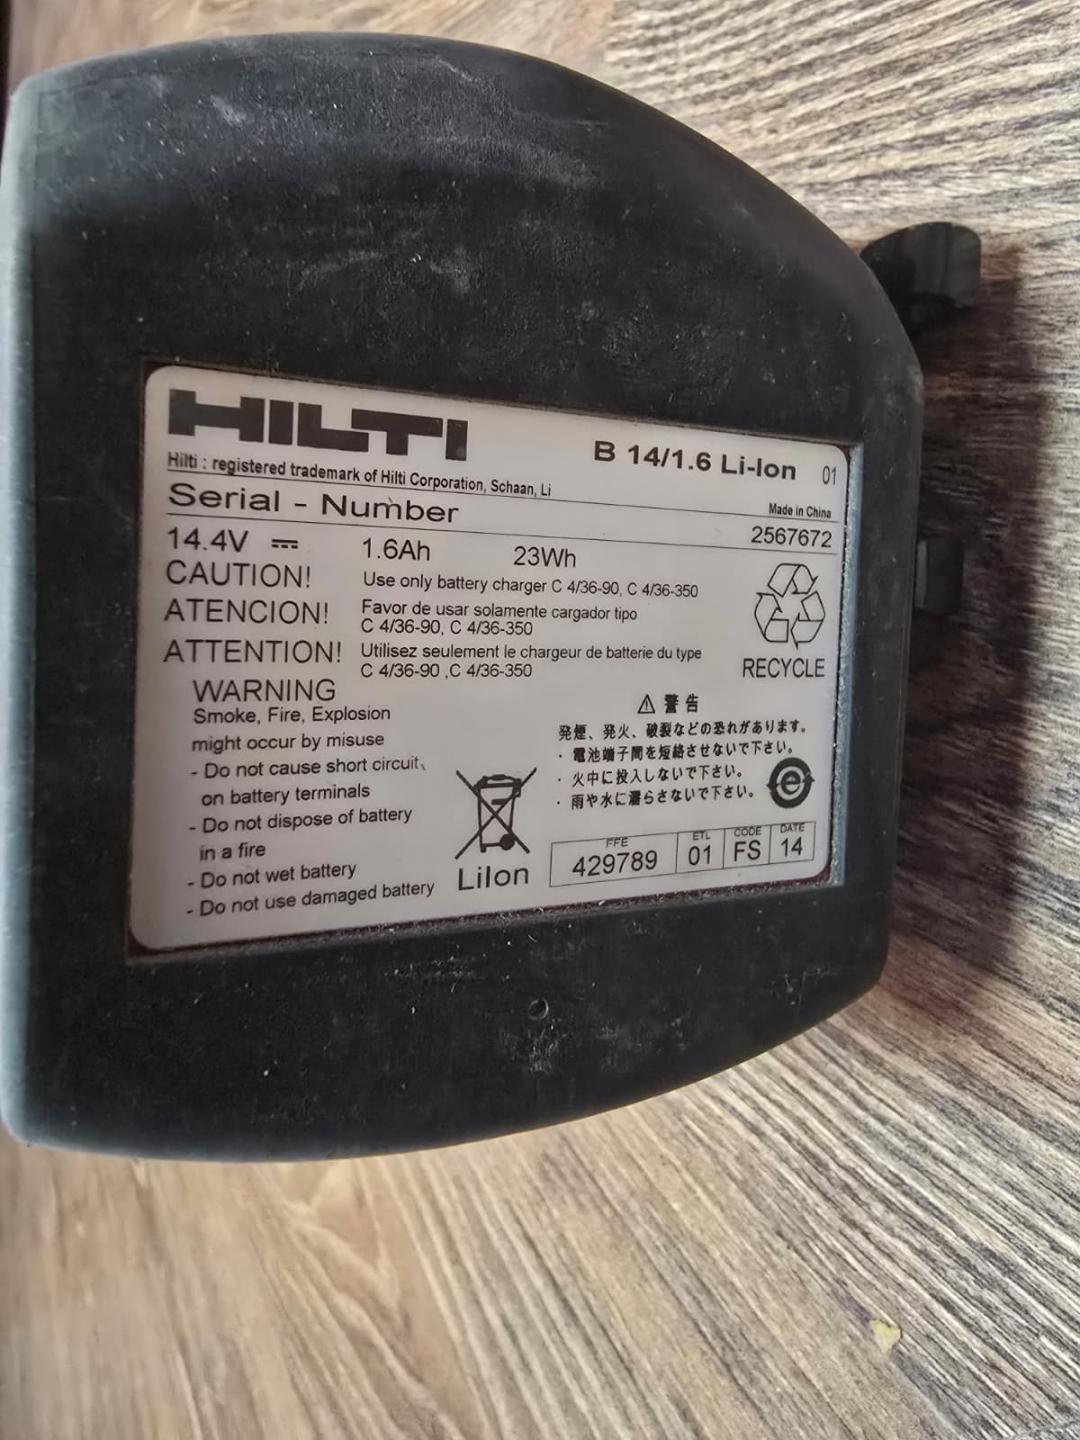 HILTI
B 14/1.6 Li-Ion 01
Hilti : registered trademark of Hilti Corporation, Schaan, Li
Made in China
Serial - Number
2567672
14.4V 1.6Ah 23Wh
CAUTION! Use only battery charger C 4/36-90, C 4/36-350
ATENCION! Favor de usar solamente cargador tipo
C 4/36-90, C 4/36-350
ATTENTION! Utilisez seulement le chargeur de batterie du type
C 4/36-90 ,C 4/36-350
RECYCLE
WARNING
Smoke, Fire, Explosion
might occur by misuse
- Do not cause short circuit
on battery terminals
- Do not dispose of battery
in a fire
- Do not wet battery
- Do not use damaged battery
LiIon
⚠ 警告
発煙、発火、破裂などの恐れがあります。
・電池端子間を短絡させないで下さい。
・火中に投入しないで下さい。
・雨や水に濡らさないで下さい。
e
FFE ETL CODE DATE
429789 01 FS 14